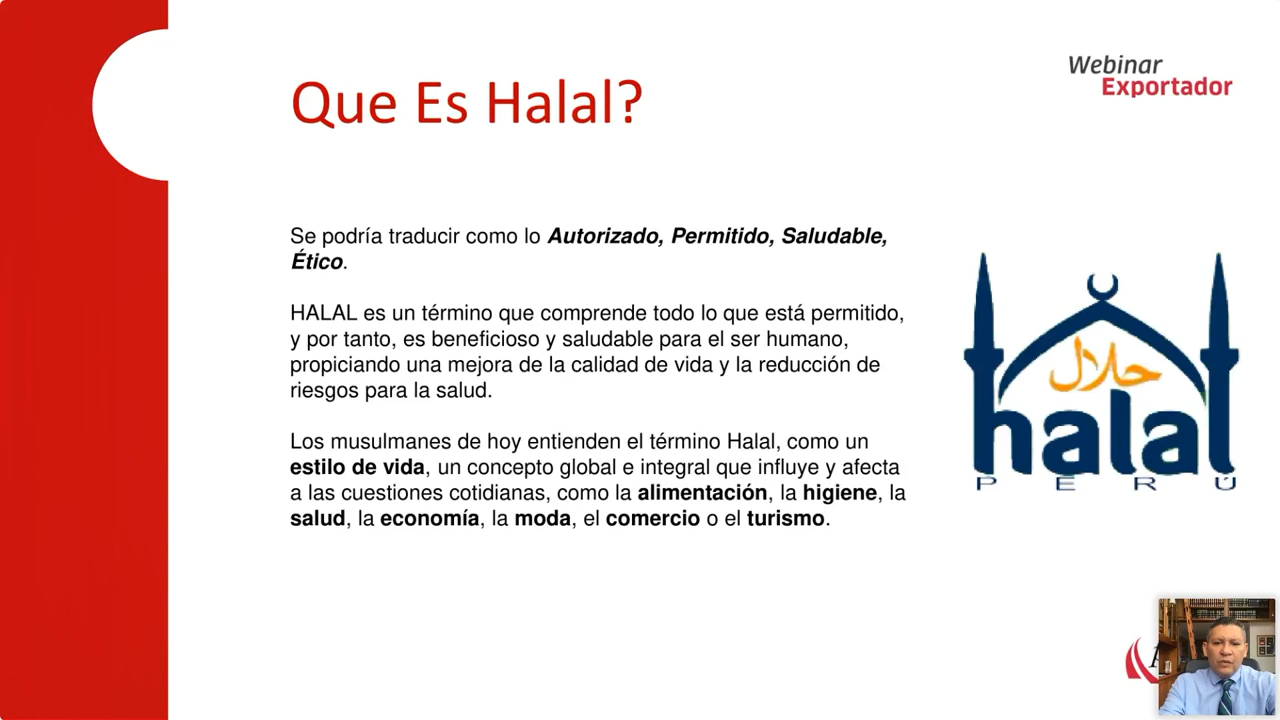 Que Es Halal?
Webinar
Exportador
Se podría traducir como lo Autorizado, Permitido, Saludable,
Ético.
HALAL es un término que comprende todo lo que está permitido,
y por tanto, es beneficioso y saludable para el ser humano,
propiciando una mejora de la calidad de vida y la reducción de
riesgos para la salud.
Los musulmanes de hoy entienden el término Halal, como un
estilo de vida, un concepto global e integral que influye y afecta
a las cuestiones cotidianas, como la alimentación, la higiene, la
salud, la economía, la moda, el comercio o el turismo.
حلال
halal
PERÚ